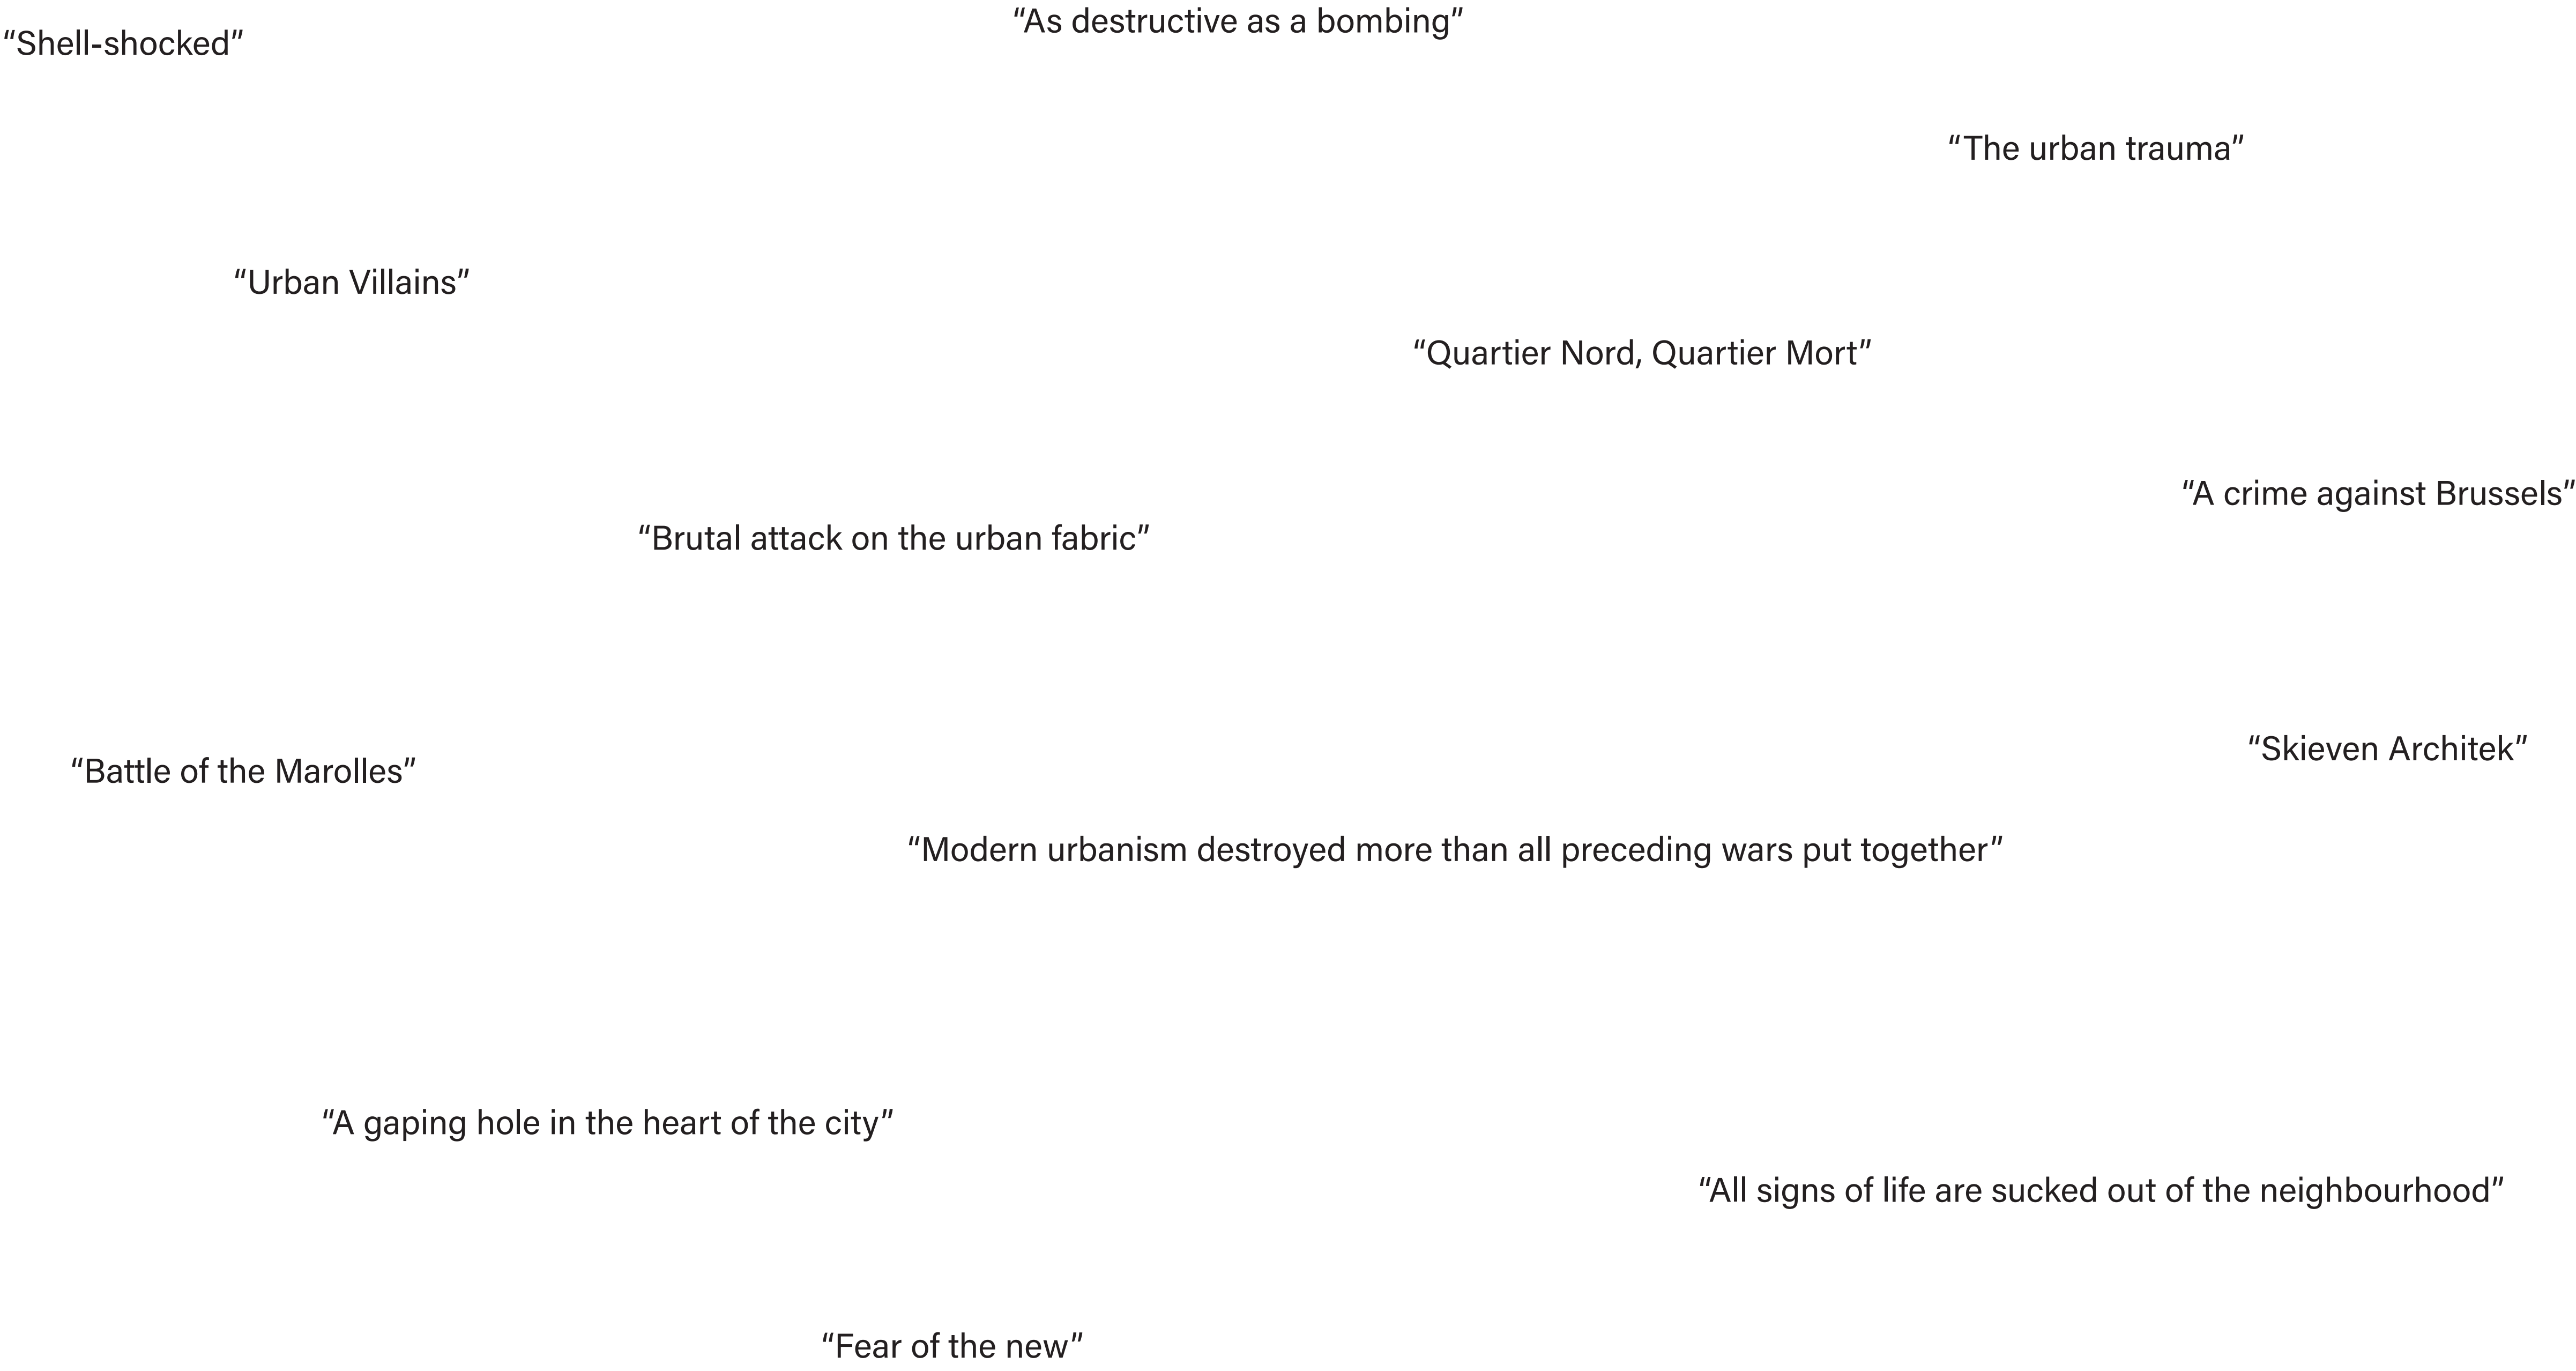 “As destructive as a bombing”
“Shell-shocked”
“The urban trauma”
“Urban Villains”
“Quartier Nord, Quartier Mort”
“A crime against Brussels”
“Brutal attack on the urban fabric”
“Skieven Architek”
“Battle of the Marolles”
“Modern urbanism destroyed more than all preceding wars put together”
“A gaping hole in the heart of the city”
“All signs of life are sucked out of the neighbourhood”
“Fear of the new”